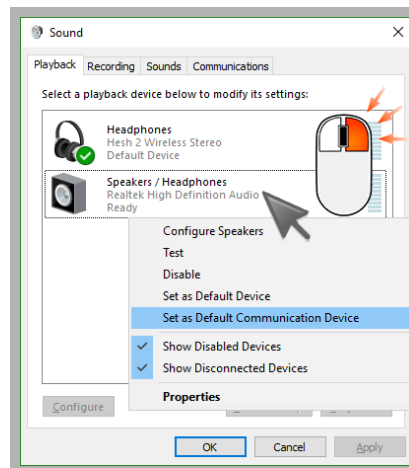 Sound
Playback Recording Sounds Communications
Select a playback device below to modify its settings:
Headphones
Hesh 2 Wireless Stereo
Default Device
Speakers / Headphones
Realtek High Definition Audio
Ready
Configure Speakers
Test
Disable
Set as Default Device
Set as Default Communication Device
Show Disabled Devices
Show Disconnected Devices
Properties
Configure
OK Cancel Apply